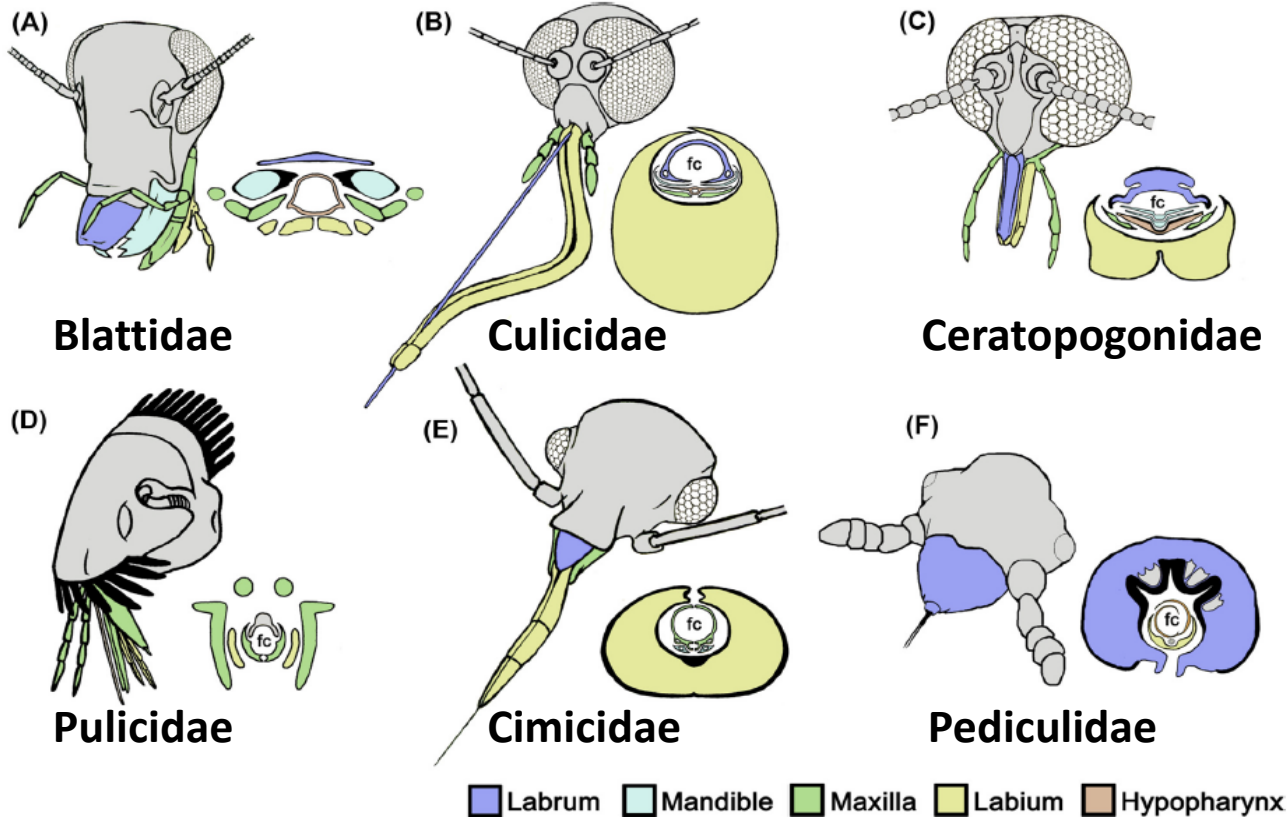 (A)
(B)
(C)
fc
fc
Blattidae
Culicidae
Ceratopogonidae
(D)
(E)
(F)
fc
fc
fc
Pulicidae
Cimicidae
Pediculidae
Labrum Mandible Maxilla Labium Hypopharynx